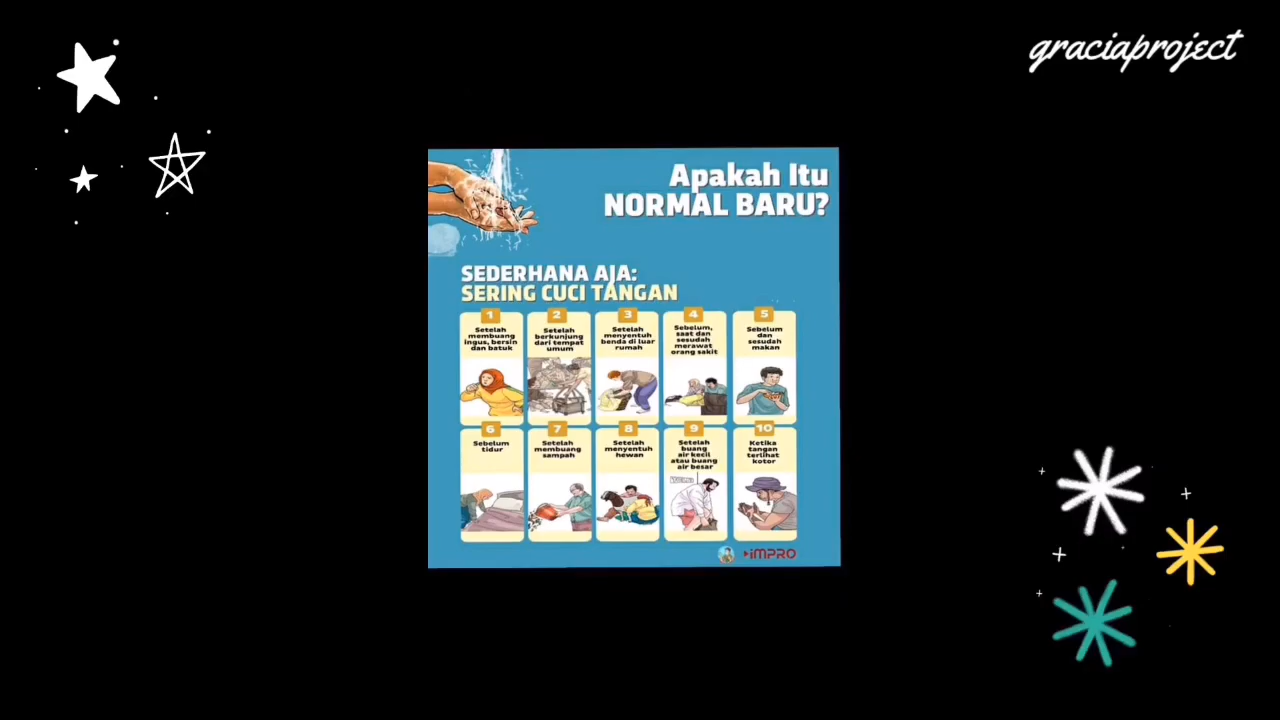 graciaproject
Apakah Itu
NORMAL BARU?
SEDERHANA AJA:
SERING CUCI TANGAN
1
Setelah
membuang
ingus, bersin
dan batuk
2
Setelah
berkunjung
dari tempat
umum
3
Setelah
menyentuh
benda di luar
rumah
4
Sebelum,
saat dan
sesudah
merawat
orang sakit
5
Sebelum
dan
sesudah
makan
6
Sebelum
tidur
7
Setelah
membuang
sampah
8
Setelah
menyentuh
hewan
9
Setelah
buang
air kecil
atau buang
air besar
10
Ketika
tangan
terlihat
kotor
iMPRO